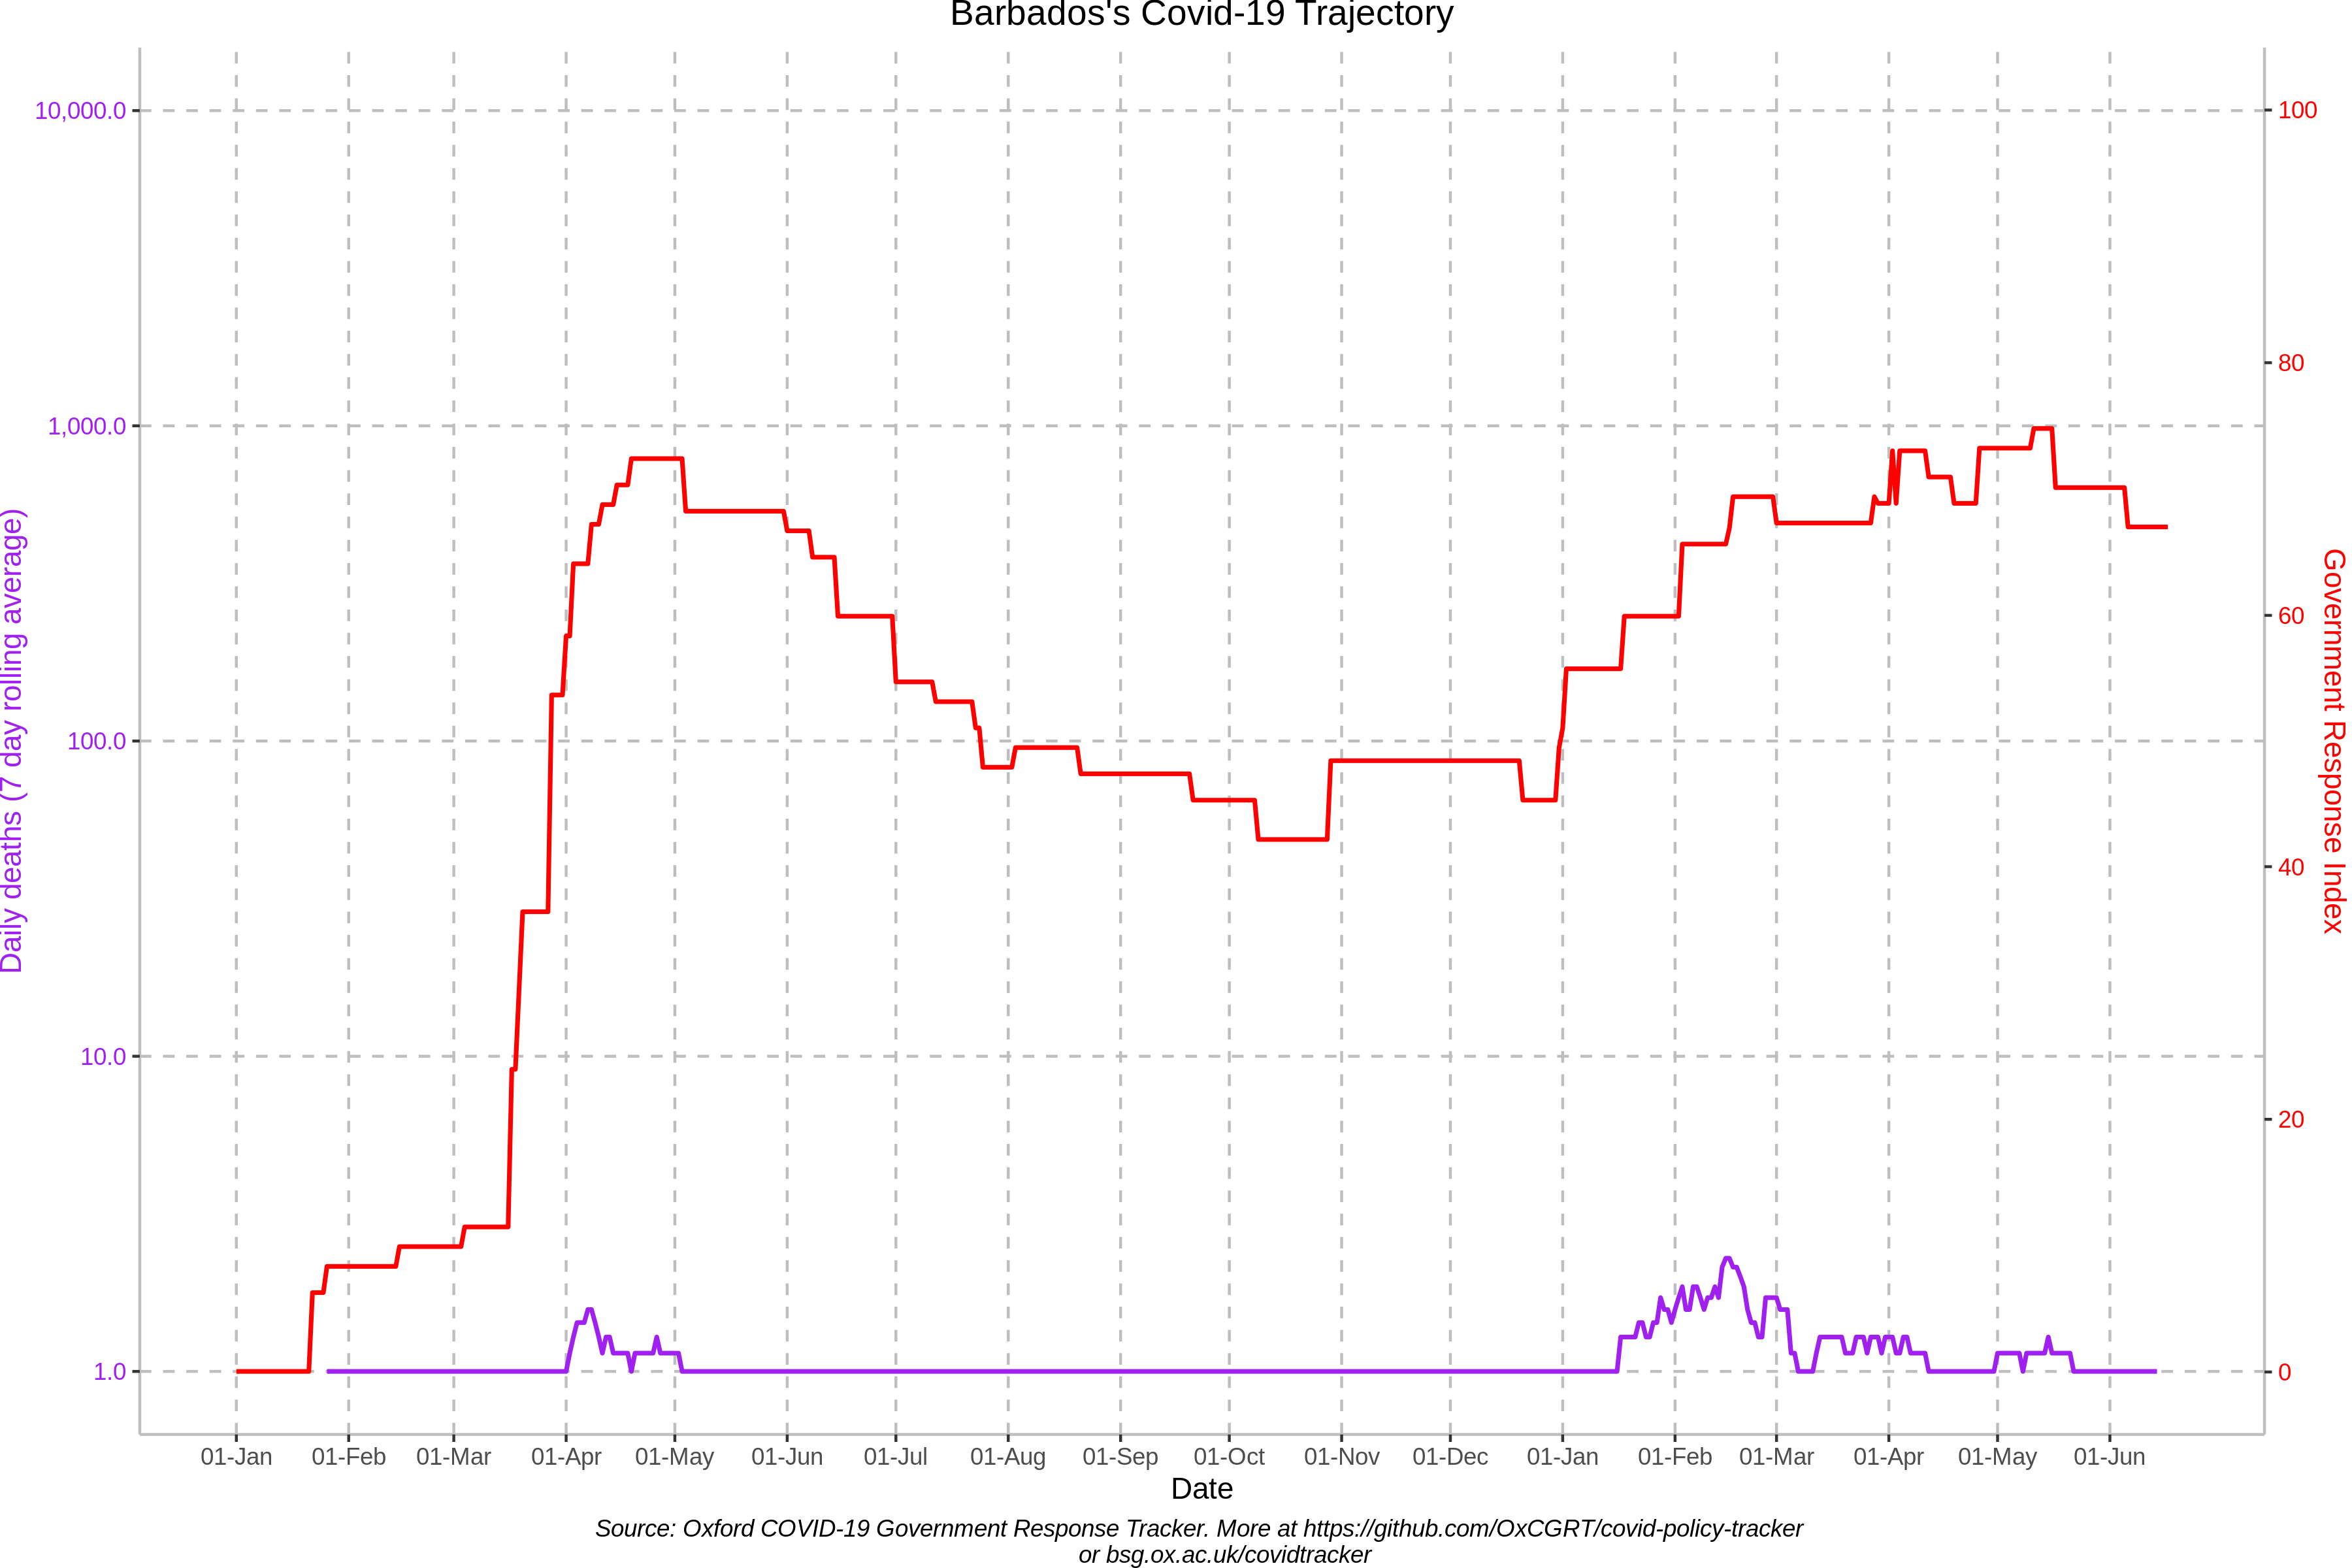 Barbados's Covid-19 Trajectory
10,000.0
1,000.0
100.0
10.0
1.0
Daily deaths (7 day rolling average)
100
80
60
40
20
0
Government Response Index
01-Jan 01-Feb 01-Mar 01-Apr 01-May 01-Jun 01-Jul 01-Aug 01-Sep 01-Oct 01-Nov 01-Dec 01-Jan 01-Feb 01-Mar 01-Apr 01-May 01-Jun
Date
Source: Oxford COVID-19 Government Response Tracker. More at https://github.com/OxCGRT/covid-policy-tracker
or bsg.ox.ac.uk/covidtracker